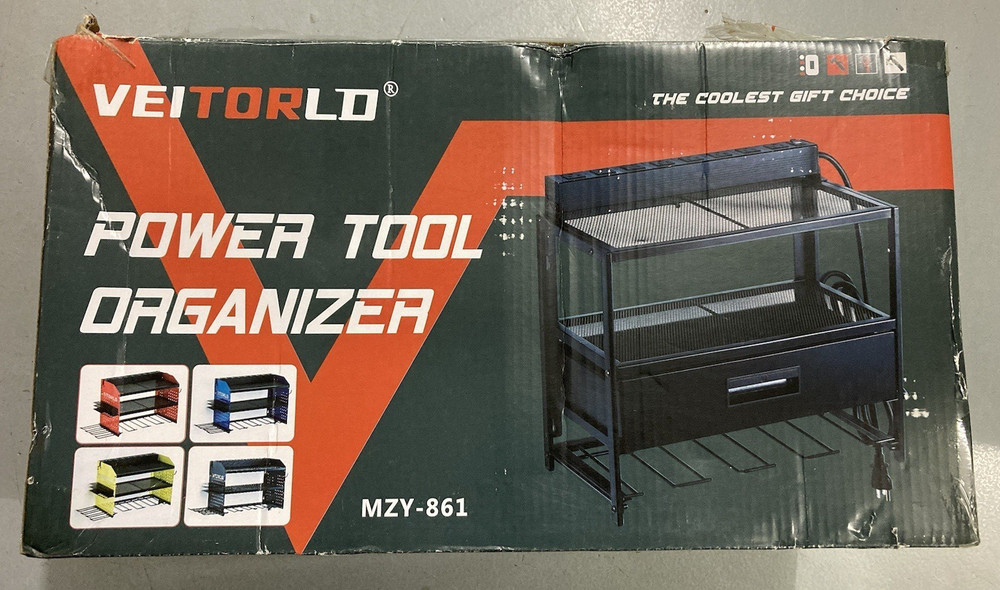 VEITORLD®
THE COOLEST GIFT CHOICE
POWER TOOL
ORGANIZER
MZY-861